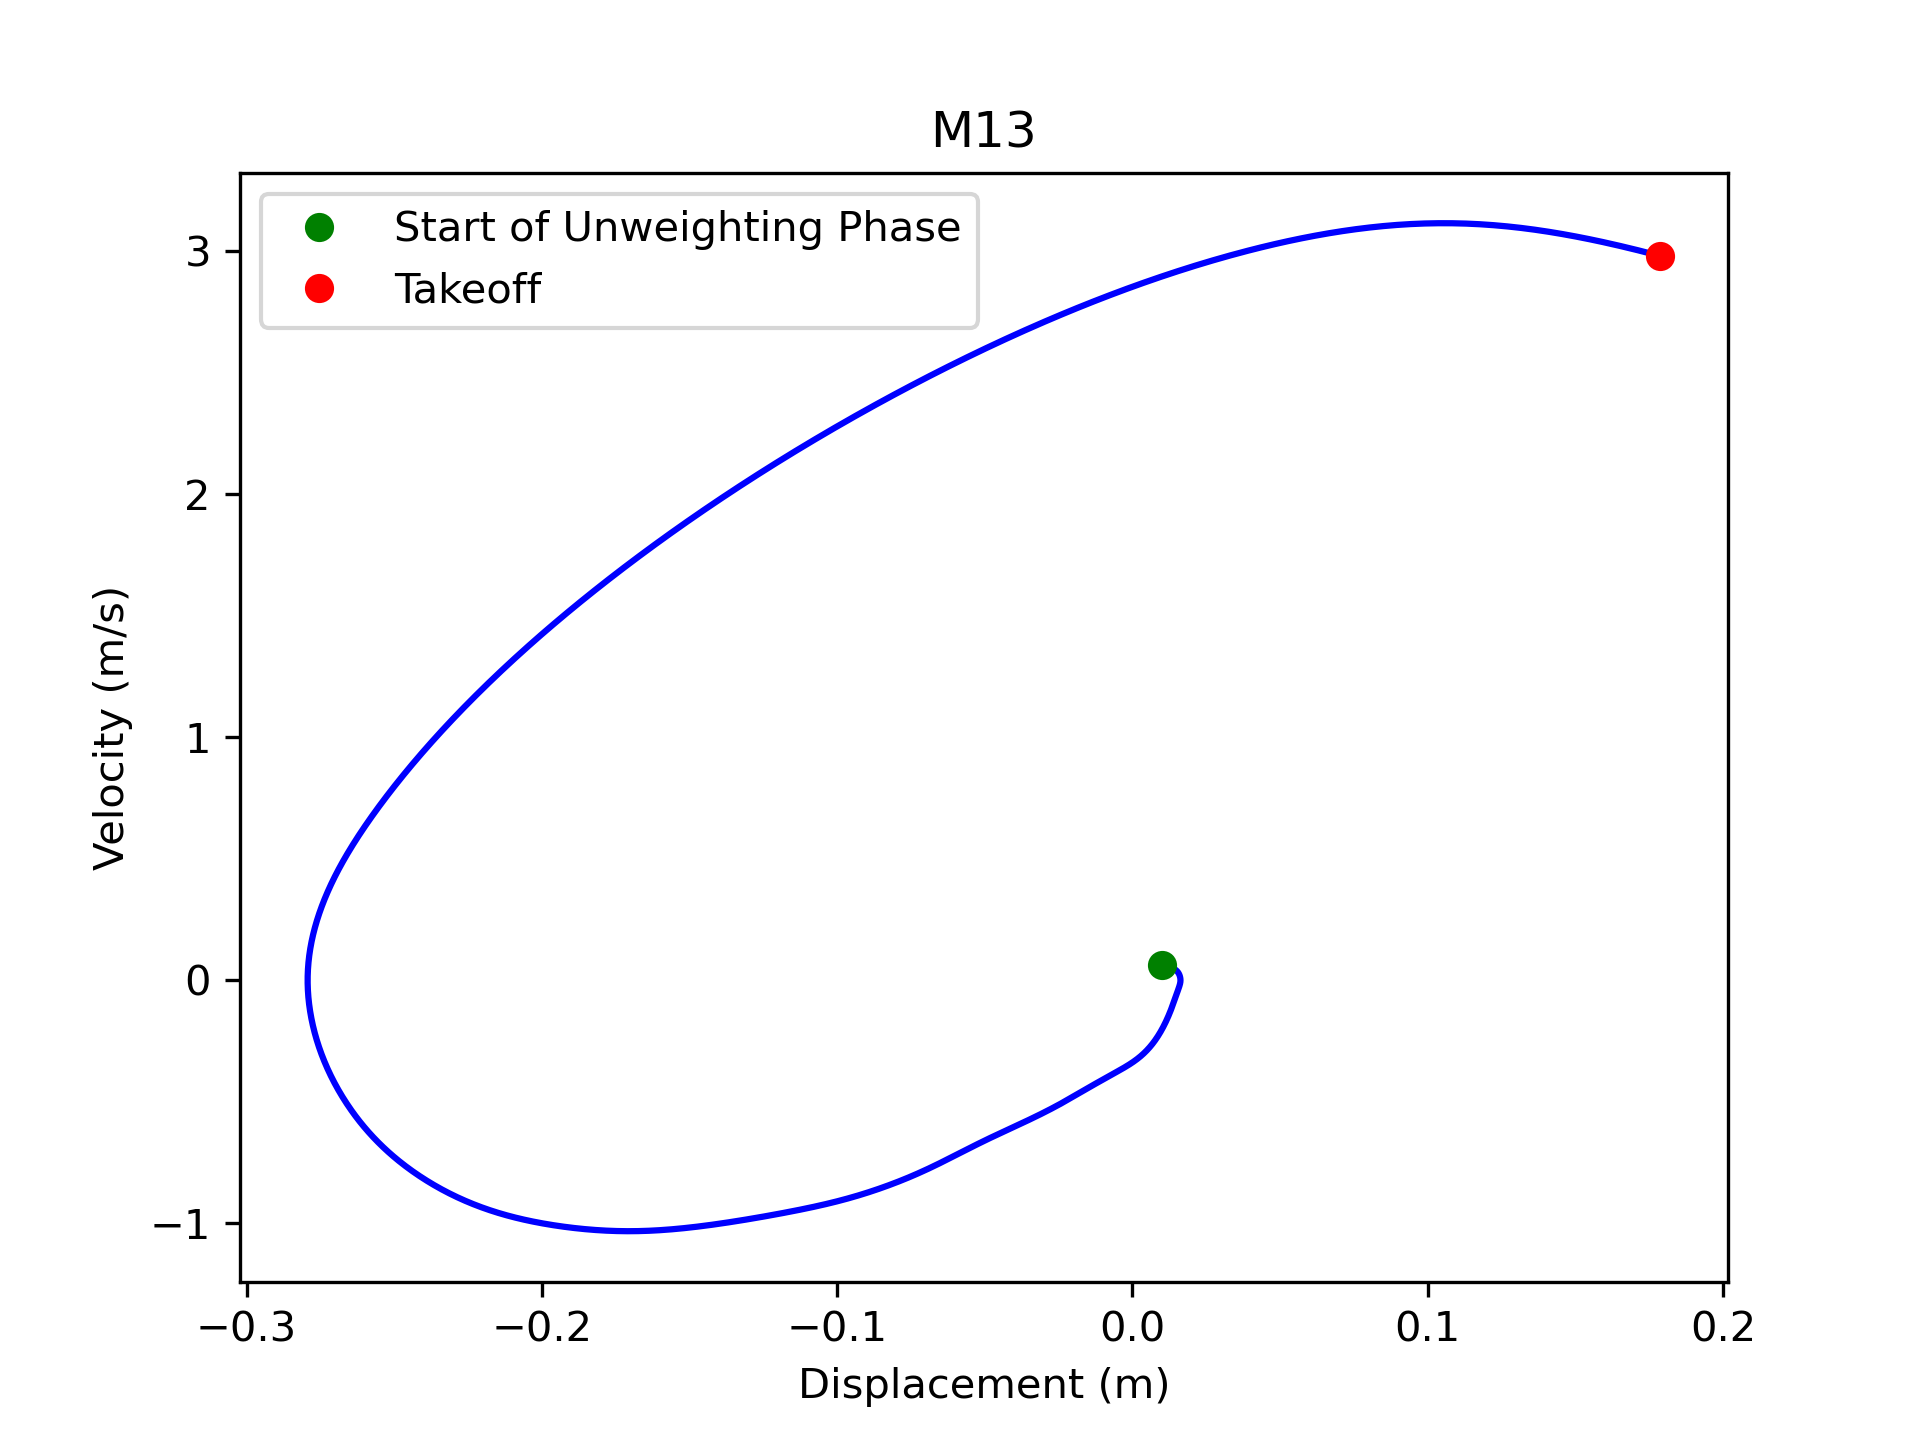 M13
Start of Unweighting Phase
Takeoff
3
2
1
0
−1
Velocity (m/s)
−0.3 −0.2 −0.1 0.0 0.1 0.2
Displacement (m)